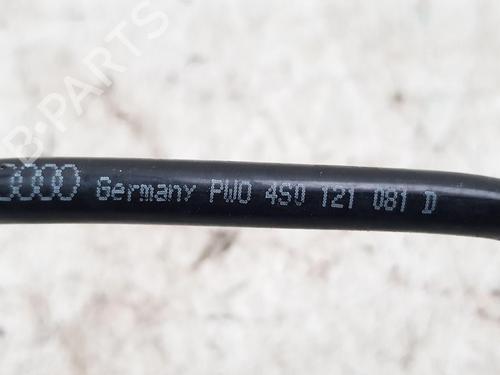 B-PARTS
Germany PWO 4S0 121 081 D